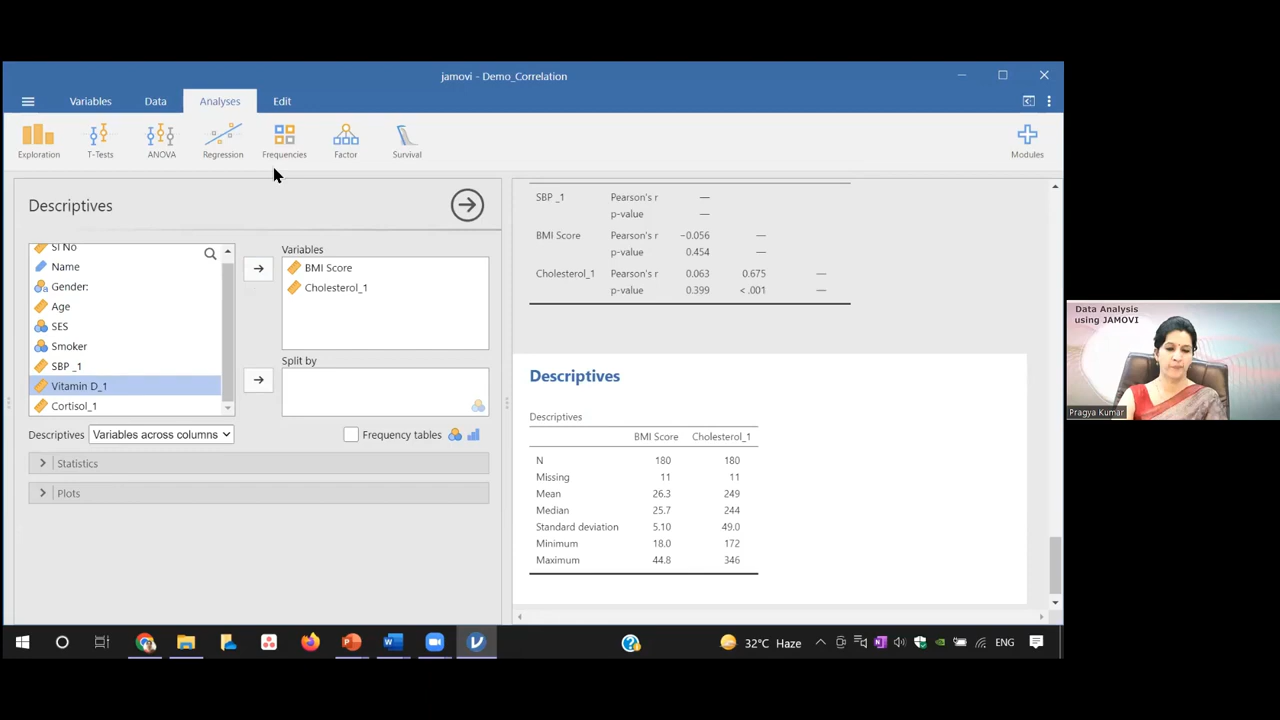 jamovi - Demo_Correlation
Variables Data Analyses Edit
Exploration T-Tests ANOVA Regression Frequencies Factor Survival Modules
Descriptives
SI No
Name
Gender:
Age
SES
Smoker
SBP _1
Vitamin D_1
Cortisol_1
Variables
BMI Score
Cholesterol_1
Split by
Descriptives Variables across columns Frequency tables
Statistics
Plots
SBP _1 Pearson's r —
p-value —
BMI Score Pearson's r −0.056 —
p-value 0.454 —
Cholesterol_1 Pearson's r 0.063 0.675 —
p-value 0.399 < .001 —
Descriptives
Descriptives
BMI Score Cholesterol_1
N 180 180
Missing 11 11
Mean 26.3 249
Median 25.7 244
Standard deviation 5.10 49.0
Minimum 18.0 172
Maximum 44.8 346
Data Analysis
using JAMOVI
Pragya Kumar
32°C Haze ENG